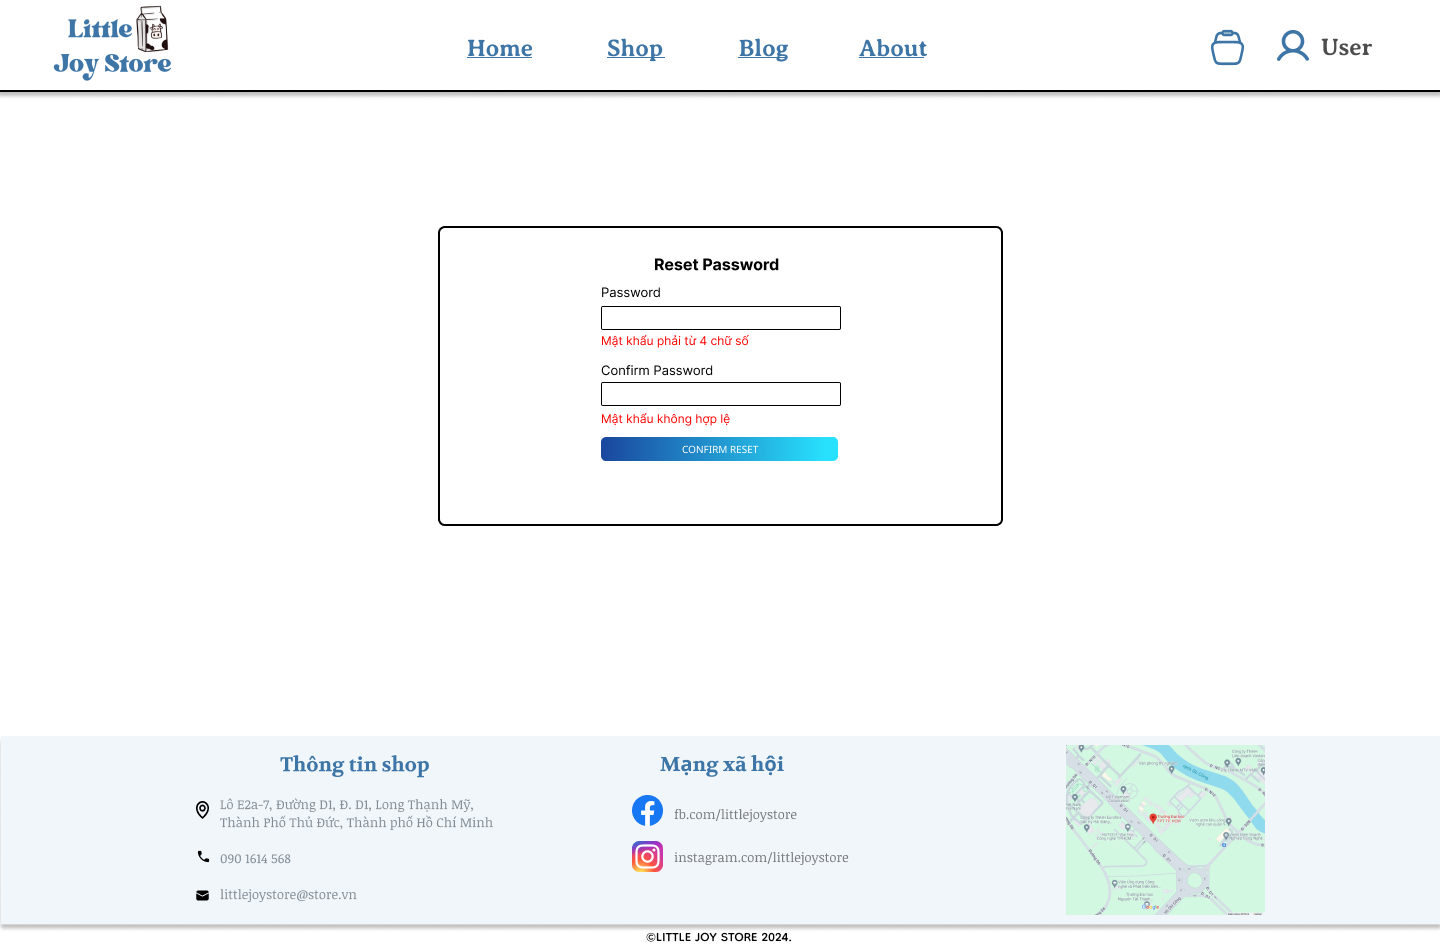 Little
Joy Store
Home
Shop
Blog
About
User
Reset Password
Password
Mật khẩu phải từ 4 chữ số
Confirm Password
Mật khẩu không hợp lệ
CONFIRM RESET
Thông tin shop
Lô E2a-7, Đường D1, Đ. D1, Long Thạnh Mỹ,
Thành Phố Thủ Đức, Thành phố Hồ Chí Minh
090 1614 568
littlejoystore@store.vn
Mạng xã hội
fb.com/littlejoystore
instagram.com/littlejoystore
Google
©LITTLE JOY STORE 2024.